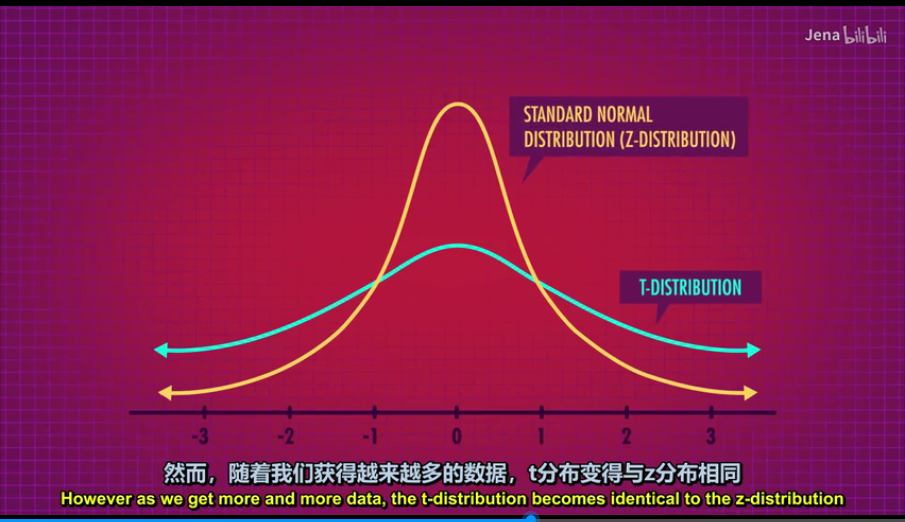 Jena bilibili
STANDARD NORMAL
DISTRIBUTION (Z-DISTRIBUTION)
T-DISTRIBUTION
-3 -2 -1 0 1 2 3
然而，随着我们获得越来越多的数据，t分布变得与z分布相同
However as we get more and more data, the t-distribution becomes identical to the z-distribution